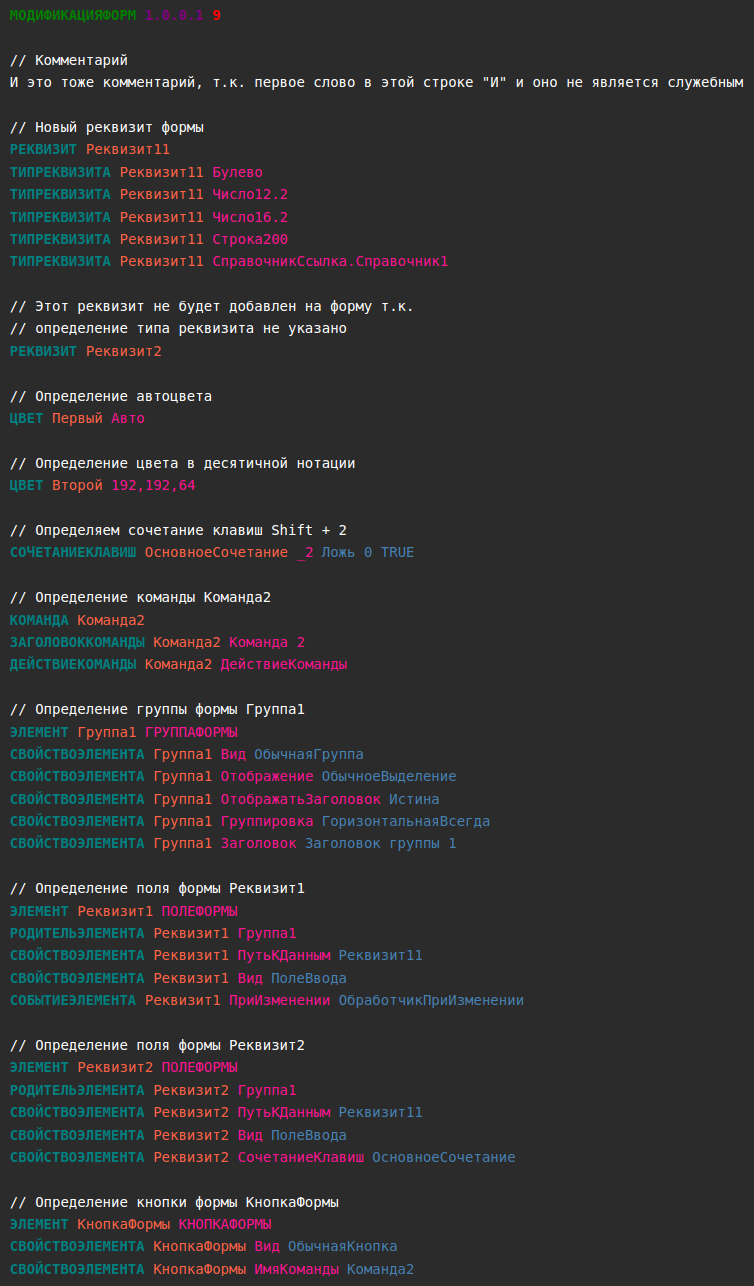 МОДИФИКАЦИЯФОРМ 1.0.0.1 9
// Комментарий
И это тоже комментарий, т.к. первое слово в этой строке "И" и оно не является служебным
// Новый реквизит формы
РЕКВИЗИТ Реквизит11
ТИПРЕКВИЗИТА Реквизит11 Булево
ТИПРЕКВИЗИТА Реквизит11 Число12.2
ТИПРЕКВИЗИТА Реквизит11 Число16.2
ТИПРЕКВИЗИТА Реквизит11 Строка200
ТИПРЕКВИЗИТА Реквизит11 СправочникСсылка.Справочник1
// Этот реквизит не будет добавлен на форму т.к.
// определение типа реквизита не указано
РЕКВИЗИТ Реквизит2
// Определение автоцвета
ЦВЕТ Первый Авто
// Определение цвета в десятичной нотации
ЦВЕТ Второй 192,192,64
// Определяем сочетание клавиш Shift + 2
СОЧЕТАНИЕКЛАВИШ ОсновноеСочетание _2 Ложь 0 TRUE
// Определение команды Команда2
КОМАНДА Команда2
ЗАГОЛОВОККОМАНДЫ Команда2 Команда 2
ДЕЙСТВИЕКОМАНДЫ Команда2 ДействиеКоманды
// Определение группы формы Группа1
ЭЛЕМЕНТ Группа1 ГРУППАФОРМЫ
СВОЙСТВОЭЛЕМЕНТА Группа1 Вид ОбычнаяГруппа
СВОЙСТВОЭЛЕМЕНТА Группа1 Отображение ОбычноеВыделение
СВОЙСТВОЭЛЕМЕНТА Группа1 ОтображатьЗаголовок Истина
СВОЙСТВОЭЛЕМЕНТА Группа1 Группировка ГоризонтальнаяВсегда
СВОЙСТВОЭЛЕМЕНТА Группа1 Заголовок Заголовок группы 1
// Определение поля формы Реквизит1
ЭЛЕМЕНТ Реквизит1 ПОЛЕФОРМЫ
РОДИТЕЛЬЭЛЕМЕНТА Реквизит1 Группа1
СВОЙСТВОЭЛЕМЕНТА Реквизит1 ПутьКДанным Реквизит11
СВОЙСТВОЭЛЕМЕНТА Реквизит1 Вид ПолеВвода
СОБЫТИЕЭЛЕМЕНТА Реквизит1 ПриИзменении ОбработчикПриИзменении
// Определение поля формы Реквизит2
ЭЛЕМЕНТ Реквизит2 ПОЛЕФОРМЫ
РОДИТЕЛЬЭЛЕМЕНТА Реквизит2 Группа1
СВОЙСТВОЭЛЕМЕНТА Реквизит2 ПутьКДанным Реквизит11
СВОЙСТВОЭЛЕМЕНТА Реквизит2 Вид ПолеВвода
СВОЙСТВОЭЛЕМЕНТА Реквизит2 СочетаниеКлавиш ОсновноеСочетание
// Определение кнопки формы КнопкаФормы
ЭЛЕМЕНТ КнопкаФормы КНОПКАФОРМЫ
СВОЙСТВОЭЛЕМЕНТА КнопкаФормы Вид ОбычнаяКнопка
СВОЙСТВОЭЛЕМЕНТА КнопкаФормы ИмяКоманды Команда2